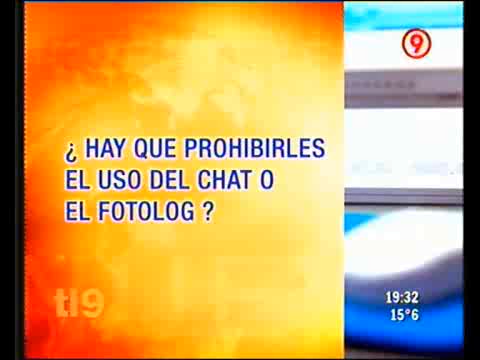 9
¿ HAY QUE PROHIBIRLES
EL USO DEL CHAT O
EL FOTOLOG ?
tl9
19:32
15°6